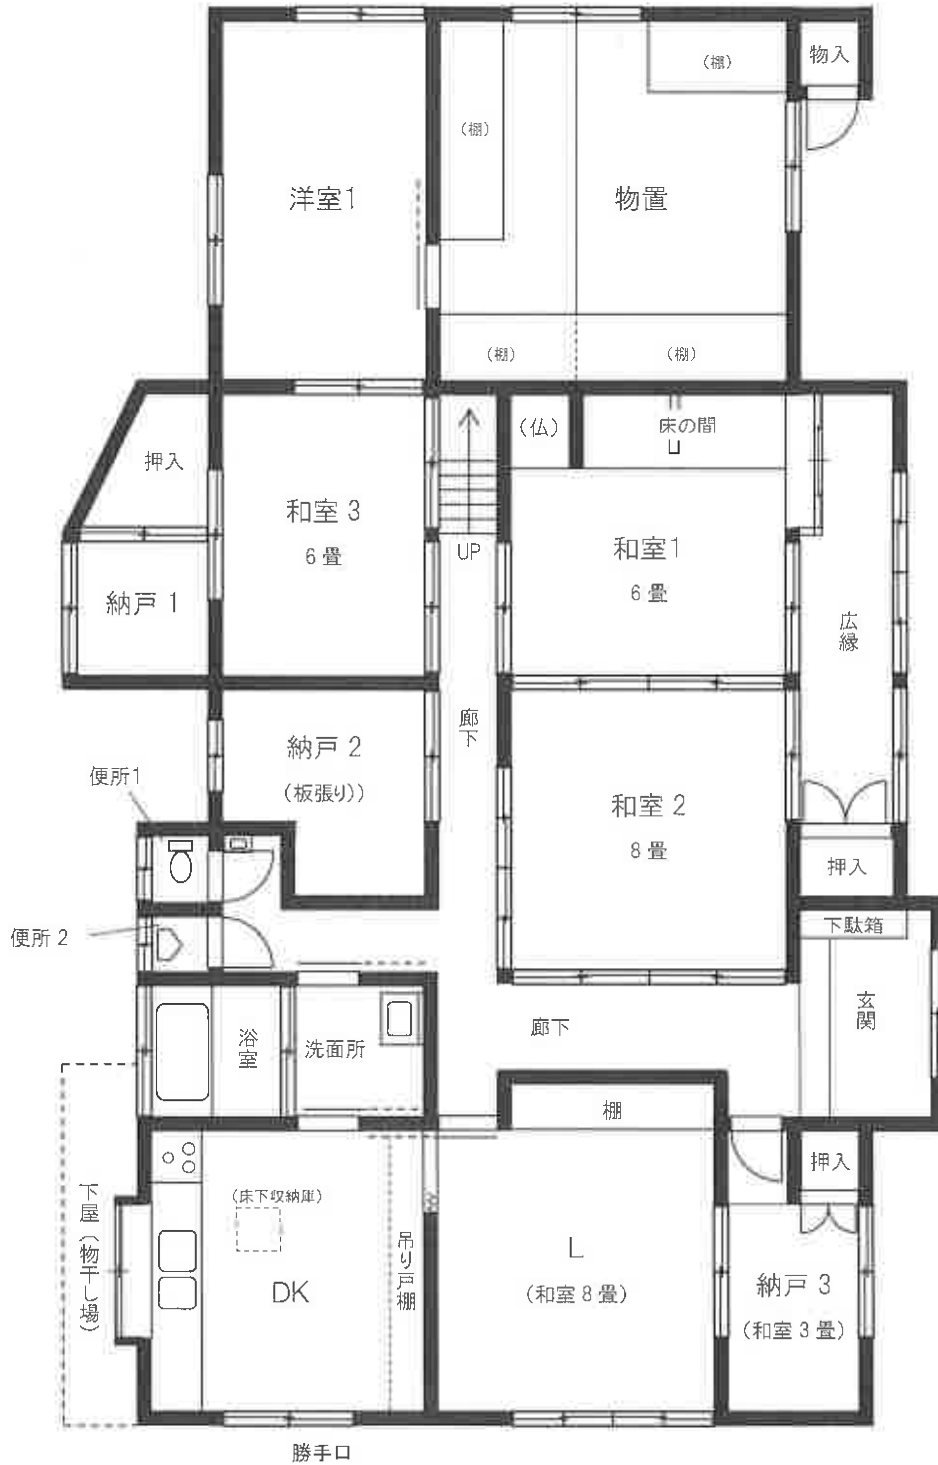 物入
（棚）
（棚）
洋室1
物置
（棚）
（棚）
（仏）
床の間
押入
和室 3
6 畳
UP
和室1
6 畳
納戸 1
広縁
廊下
納戸 2
（板張り））
便所1
和室 2
8 畳
押入
便所 2
下駄箱
玄関
廊下
浴室
洗面所
棚
押入
下屋（物干し場）
（床下収納庫）
吊り戸棚
DK
L
（和室 8 畳）
納戸 3
（和室 3 畳）
勝手口